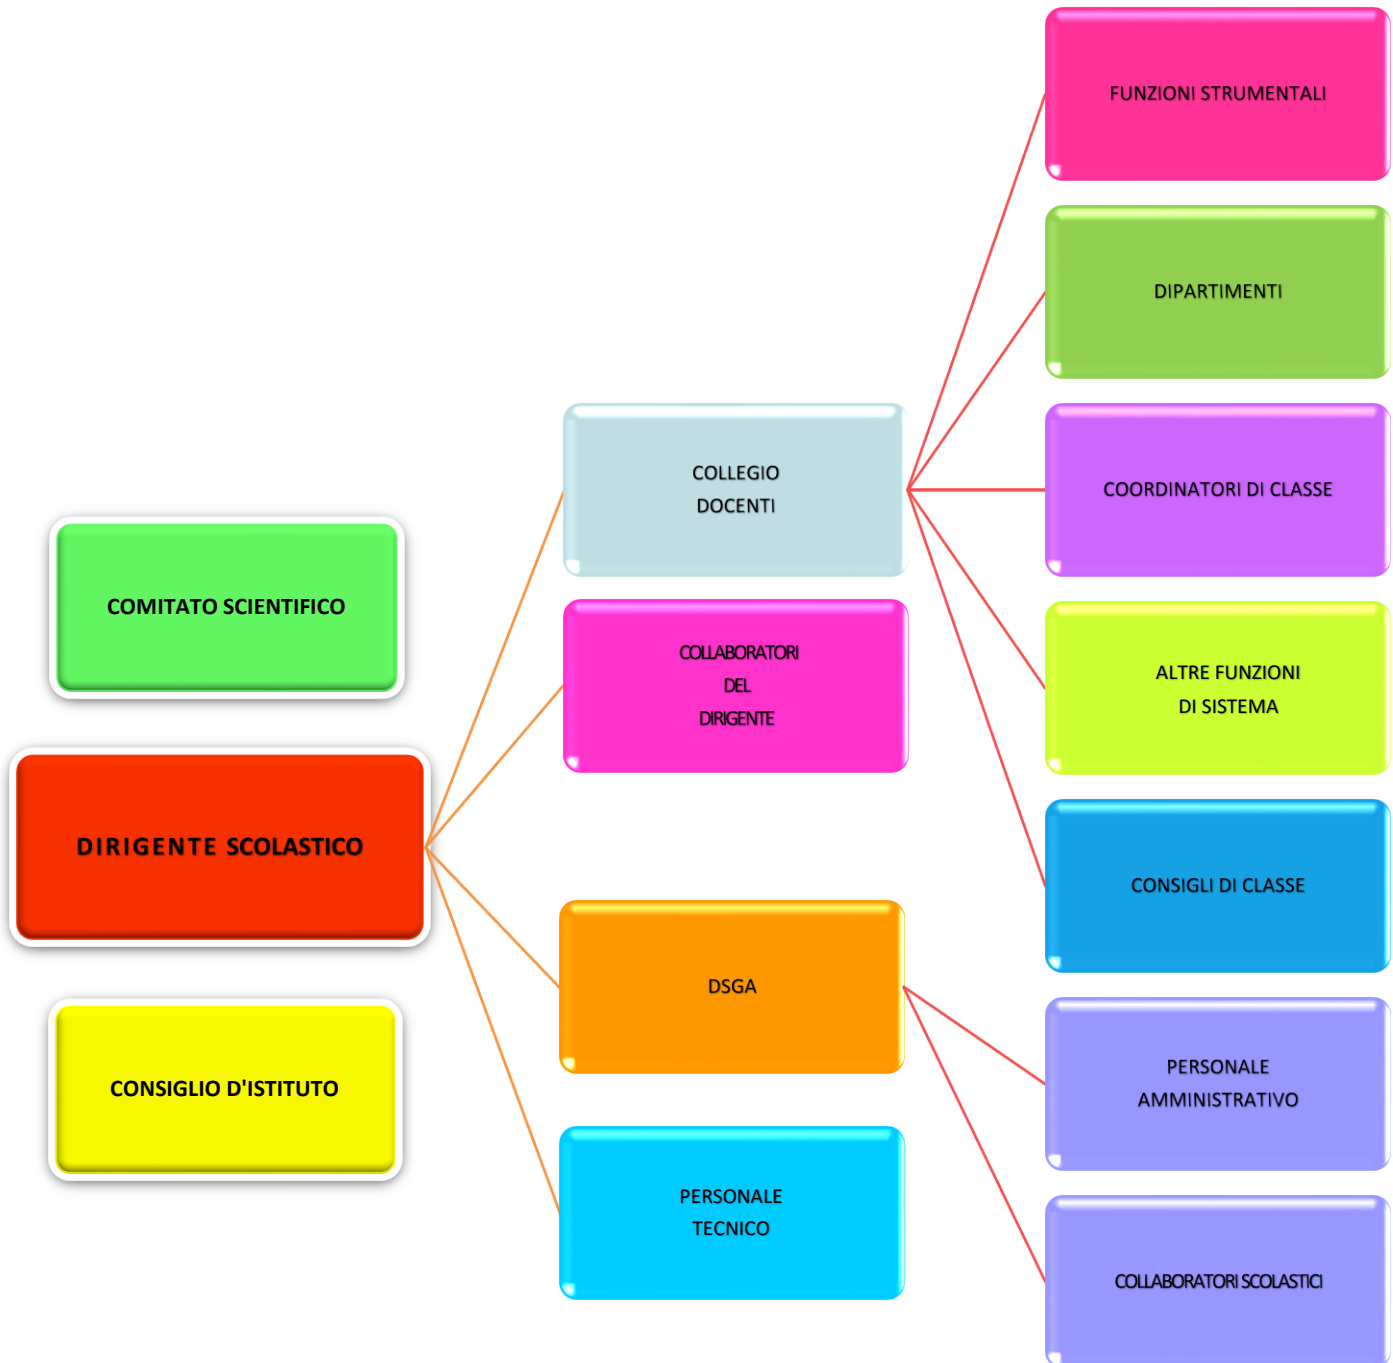 FUNZIONI STRUMENTALI
DIPARTIMENTI
COLLEGIO
DOCENTI
COORDINATORI DI CLASSE
COMITATO SCIENTIFICO
COLLABORATORI
DEL
DIRIGENTE
ALTRE FUNZIONI
DI SISTEMA
DIRIGENTE SCOLASTICO
CONSIGLI DI CLASSE
DSGA
CONSIGLIO D'ISTITUTO
PERSONALE
AMMINISTRATIVO
PERSONALE
TECNICO
COLLABORATORI SCOLASTICI